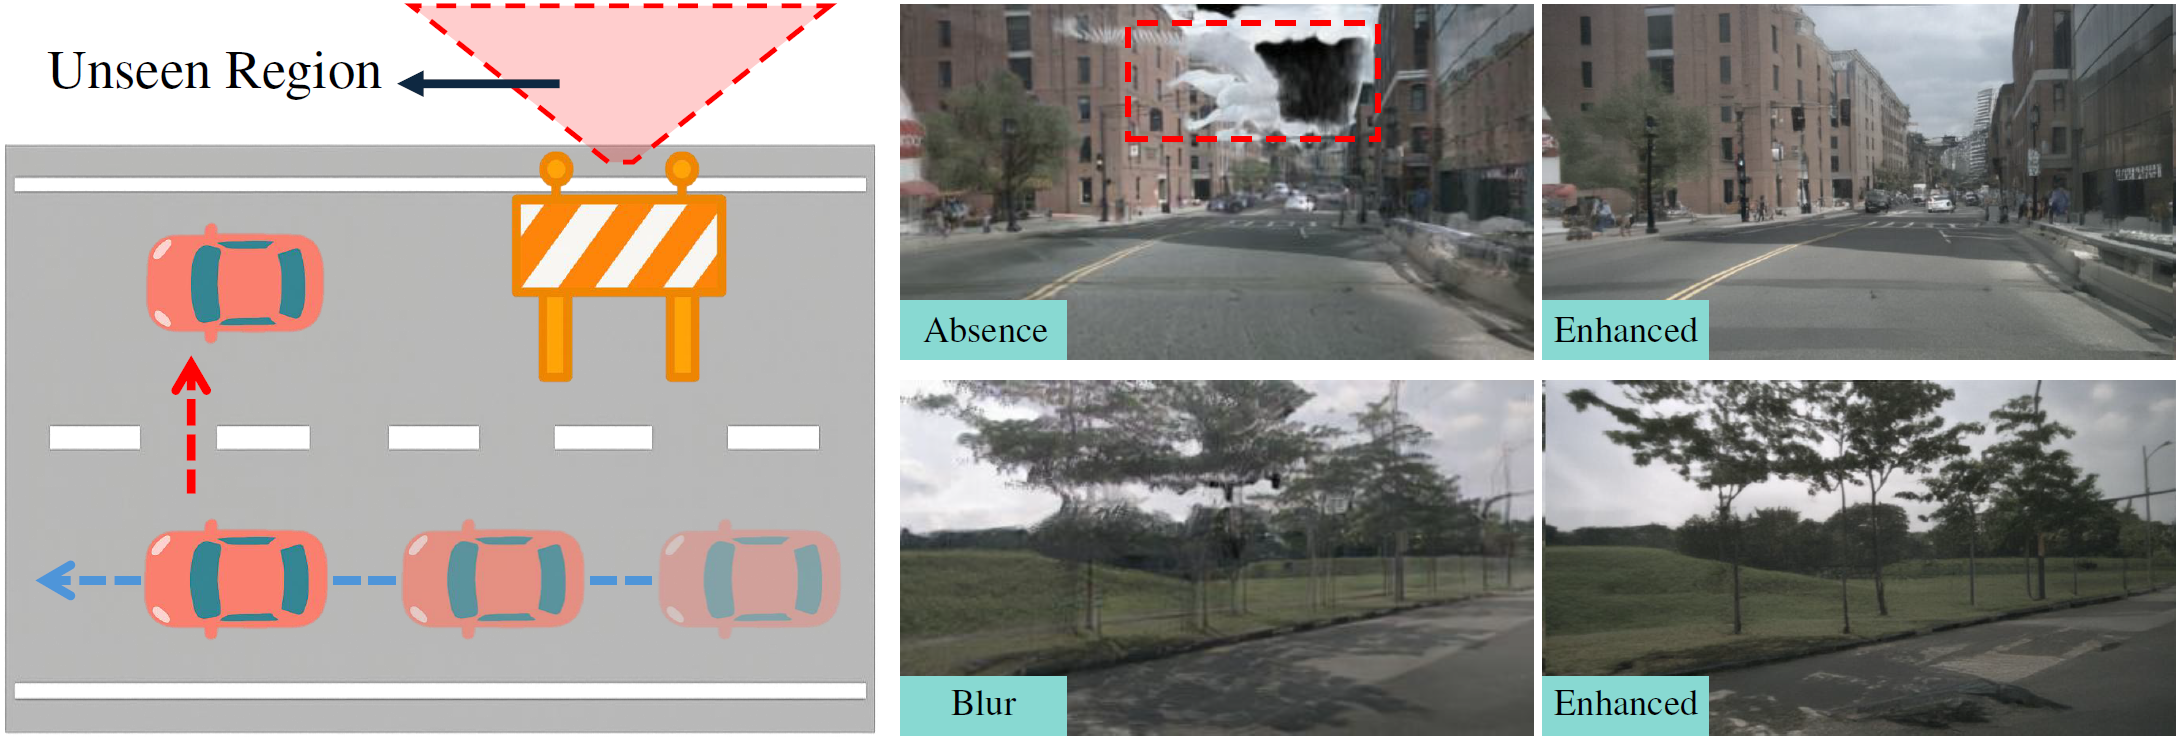 Unseen Region
Absence
Enhanced
Blur
Enhanced